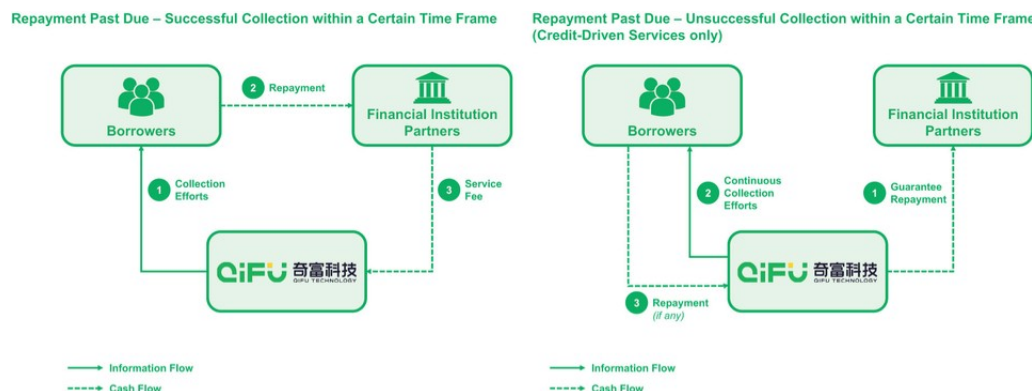 Repayment Past Due – Successful Collection within a Certain Time Frame
Borrowers
2 Repayment
Financial Institution
Partners
1 Collection
Efforts
3 Service
Fee
QiFU 奇富科技
QIFU TECHNOLOGY
Information Flow
Cash Flow
Repayment Past Due – Unsuccessful Collection within a Certain Time Frame
(Credit-Driven Services only)
Borrowers
Financial Institution
Partners
2 Continuous
Collection
Efforts
1 Guarantee
Repayment
QiFU 奇富科技
QIFU TECHNOLOGY
3 Repayment
(if any)
Information Flow
Cash Flow